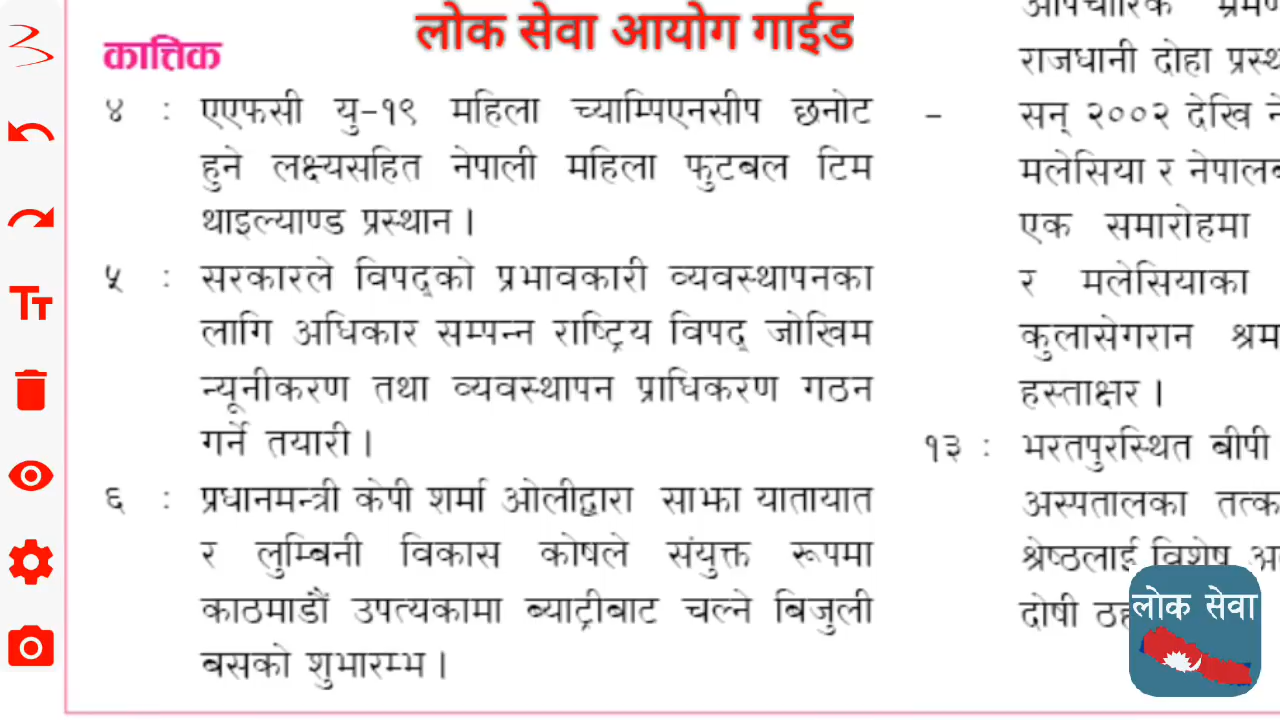 लोक सेवा आयोग गाईड
कात्तिक
४ : एएफसी यु-१९ महिला च्याम्पिएनसीप छनोट
हुने लक्ष्यसहित नेपाली महिला फुटबल टिम
थाइल्याण्ड प्रस्थान ।
५ : सरकारले विपद्को प्रभावकारी व्यवस्थापनका
लागि अधिकार सम्पन्न राष्ट्रिय विपद् जोखिम
न्यूनीकरण तथा व्यवस्थापन प्राधिकरण गठन
गर्ने तयारी ।
६ : प्रधानमन्त्री केपी शर्मा ओलीद्वारा साझा यातायात
र लुम्बिनी विकास कोषले संयुक्त रूपमा
काठमाडौं उपत्यकामा ब्याट्रीबाट चल्ने बिजुली
बसको शुभारम्भ ।
राजधानी दोहा
- सन् २००२ देखि
मलेसिया र
एक समारोहमा
र मलेसियाका
कुलासेगरान श्रम
हस्ताक्षर ।
१३ : भरतपुरस्थित बीपी
अस्पतालका
श्रेष्ठलाई विशेष
दोषी
लोक सेवा